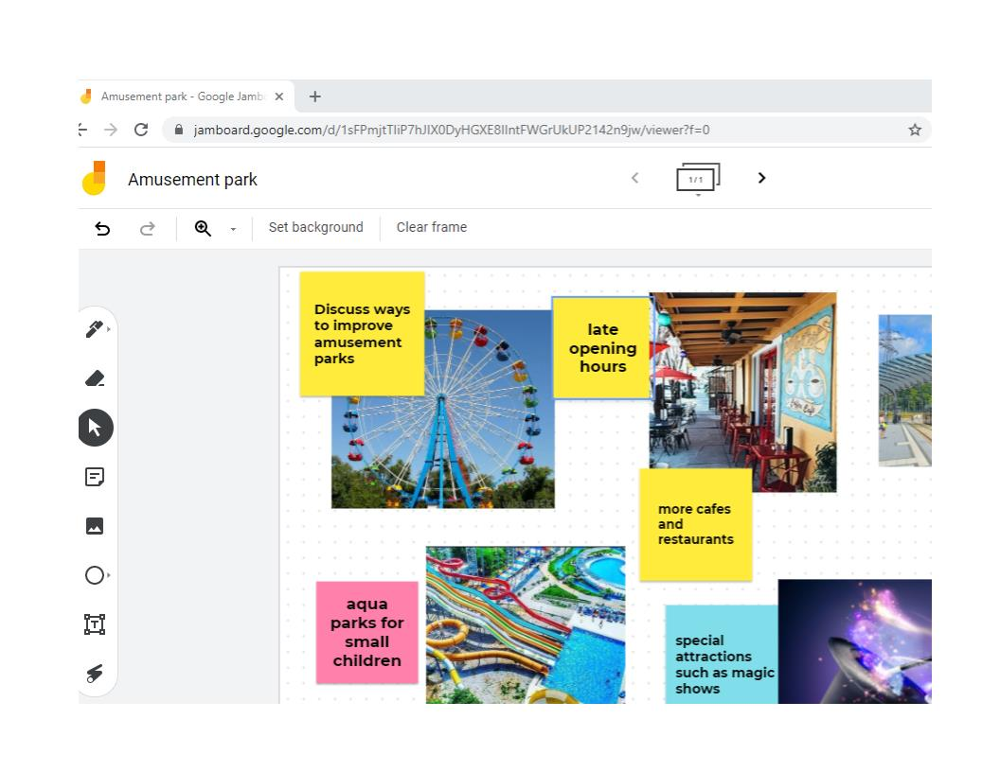 Amusement park - Google Jamb
jamboard.google.com/d/1sFPmjtTIiP7hJIX0DyHGXE8IIntFWGrUkUP2142n9jw/viewer?f=0
Amusement park
1/1
Set background
Clear frame
Discuss ways
to improve
amusement
parks
late
opening
hours
more cafes
and
restaurants
aqua
parks for
small
children
special
attractions
such as magic
shows